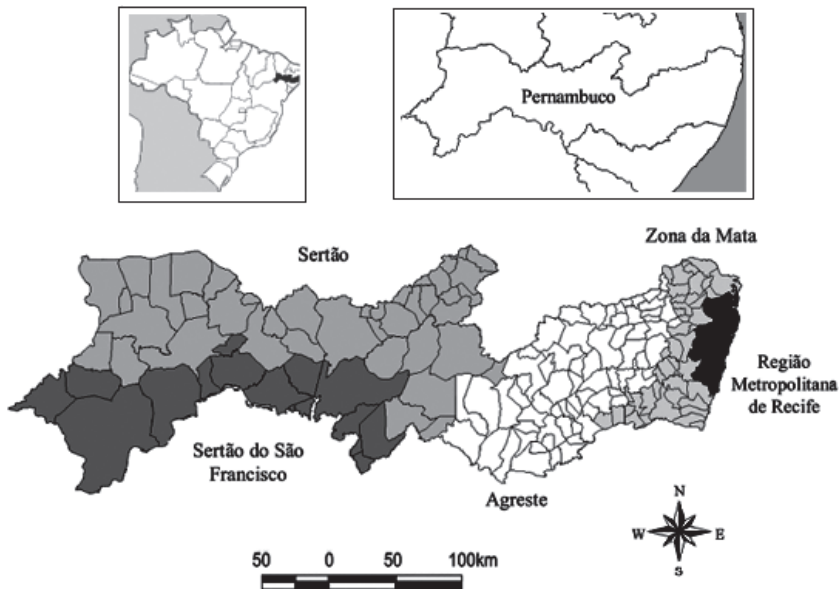 Pernambuco
Sertão
Zona da Mata
Região
Metropolitana
de Recife
Sertão do São
Francisco
Agreste
N
W E
S
50 0 50 100km